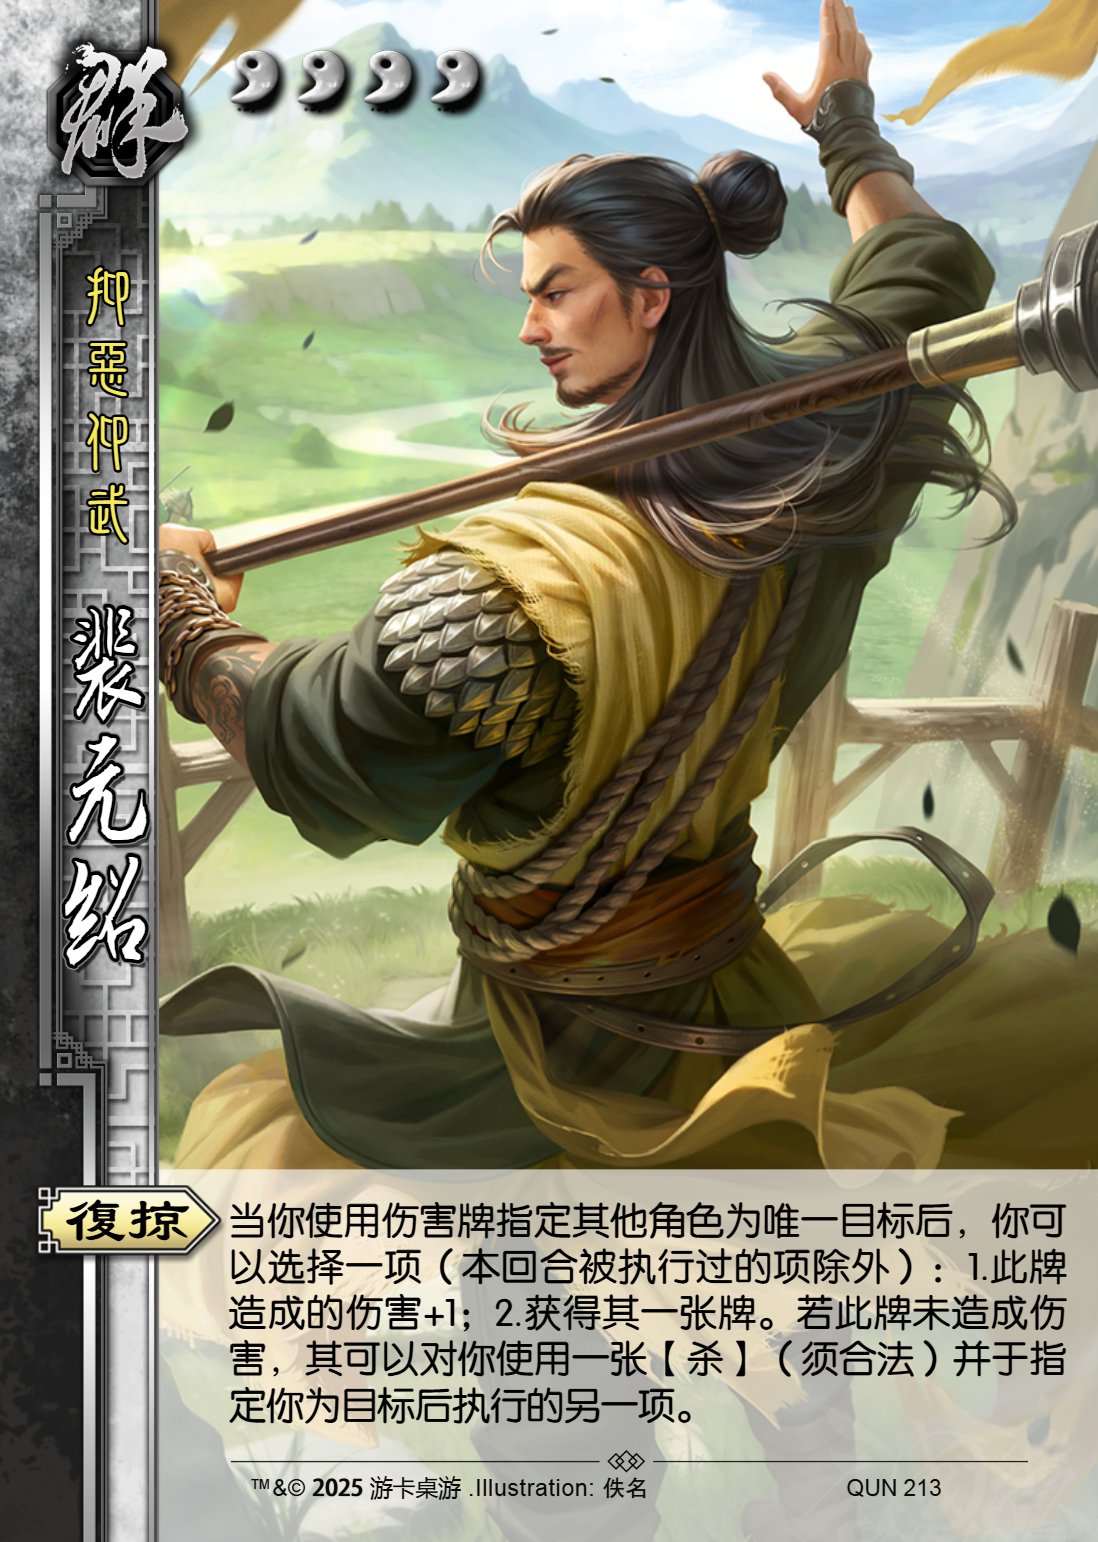 群
抑惡仰武
裴元绍
復掠
当你使用伤害牌指定其他角色为唯一目标后，你可
以选择一项（本回合被执行过的项除外）：1.此牌
造成的伤害+1；2.获得其一张牌。若此牌未造成伤
害，其可以对你使用一张【杀】（须合法）并于指
定你为目标后执行的另一项。
™&© 2025 游卡桌游 .Illustration: 佚名
QUN 213